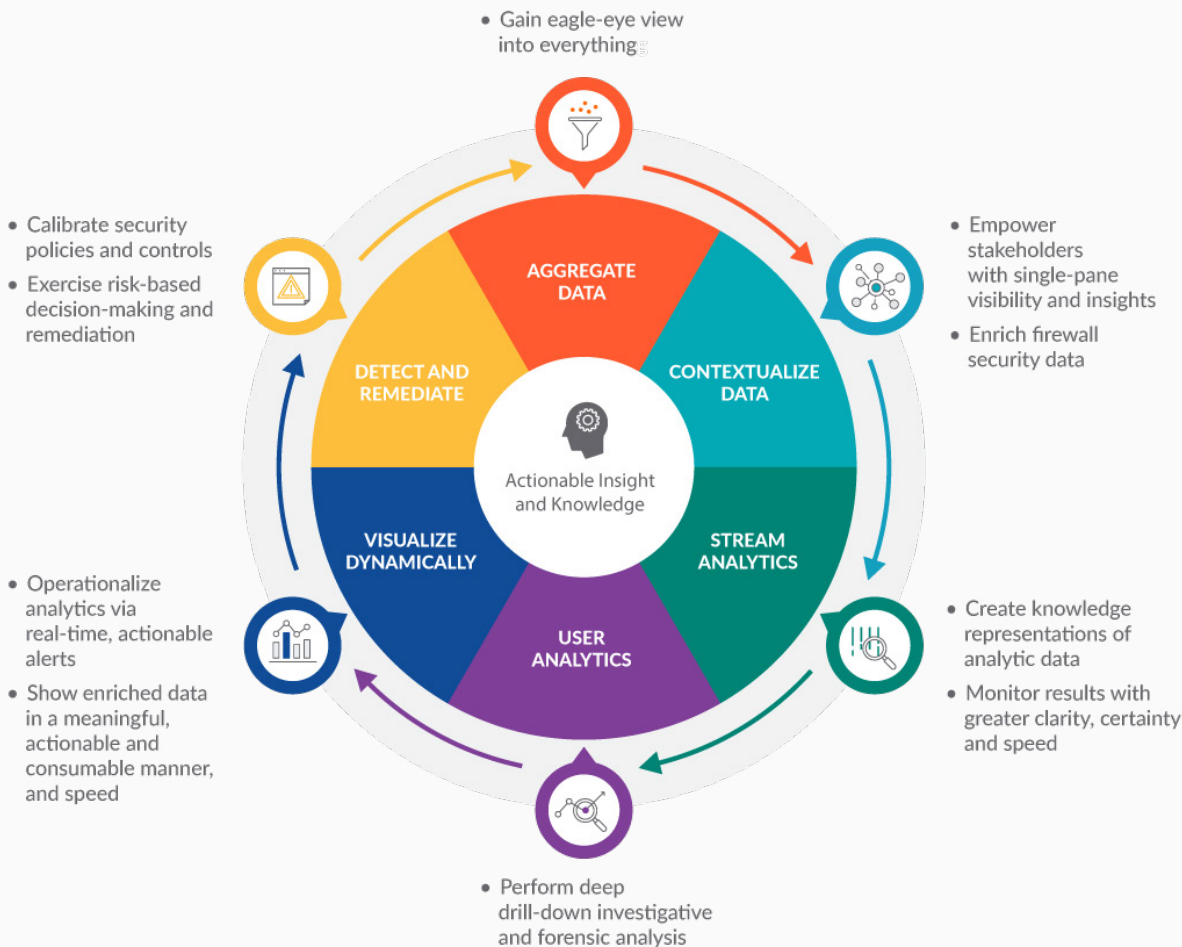 • Gain eagle-eye view
into everything
AGGREGATE
DATA
• Empower
stakeholders
with single-pane
visibility and insights
• Enrich firewall
security data
CONTEXTUALIZE
DATA
STREAM
ANALYTICS
• Create knowledge
representations of
analytic data
• Monitor results with
greater clarity, certainty
and speed
USER
ANALYTICS
• Perform deep
drill-down investigative
and forensic analysis
VISUALIZE
DYNAMICALLY
• Operationalize
analytics via
real-time, actionable
alerts
• Show enriched data
in a meaningful,
actionable and
consumable manner,
and speed
DETECT AND
REMEDIATE
• Calibrate security
policies and controls
• Exercise risk-based
decision-making and
remediation
Actionable Insight
and Knowledge